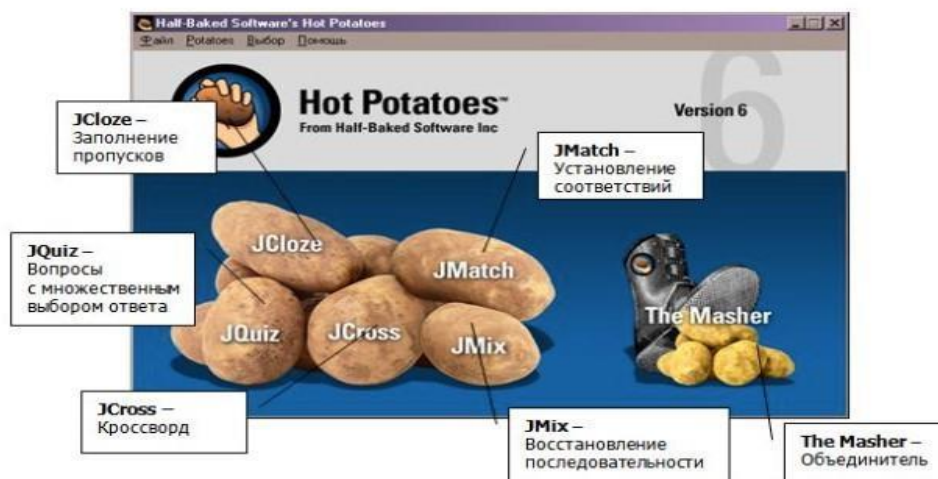 Half-Baked Software's Hot Potatoes
Файл Potatoes Выбор Помощь
Hot Potatoes™
From Half-Baked Software Inc
Version 6
6
JCloze –
Заполнение
пропусков
JMatch –
Установление
соответствий
JQuiz –
Вопросы
с множественным
выбором ответа
JCloze
JMatch
JQuiz
JCross
JMix
The Masher
JCross –
Кроссворд
JMix –
Восстановление
последовательности
The Masher –
Объединитель